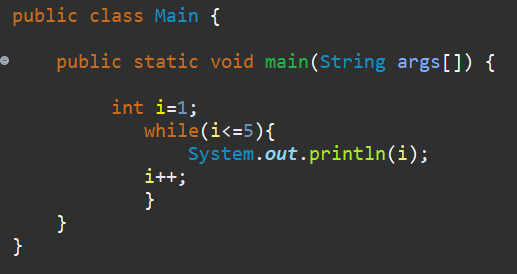 public class Main {
public static void main(String args[]) {
int i=1;
while(i<=5){
System.out.println(i);
i++;
}
}
}